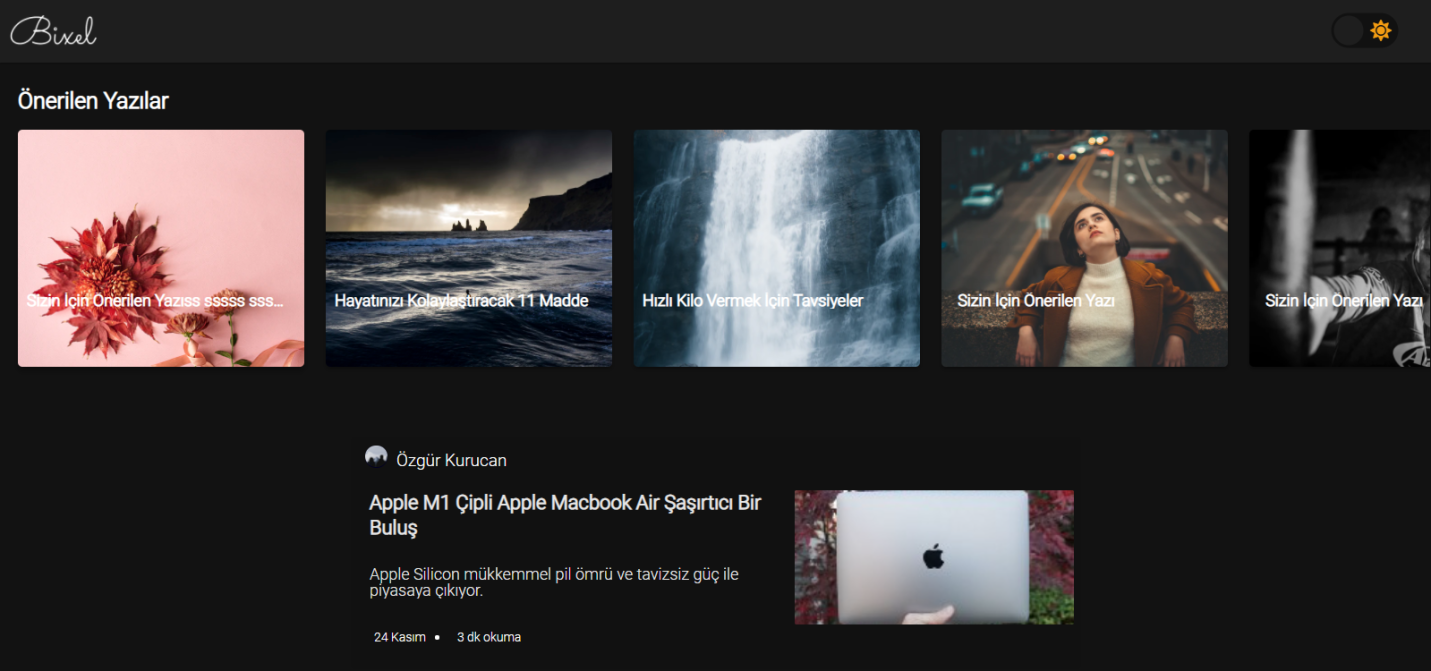 Bixel
Önerilen Yazılar
Sizin İçin Önerilen Yazıss sssss sss...
Hayatınızı Kolaylaştıracak 11 Madde
Hızlı Kilo Vermek İçin Tavsiyeler
Sizin İçin Önerilen Yazı
Sizin İçin Önerilen Yazı
Özgür Kurucan
Apple M1 Çipli Apple Macbook Air Şaşırtıcı Bir
Buluş
Apple Silicon mükkemmel pil ömrü ve tavizsiz güç ile
piyasaya çıkıyor.
24 Kasım • 3 dk okuma